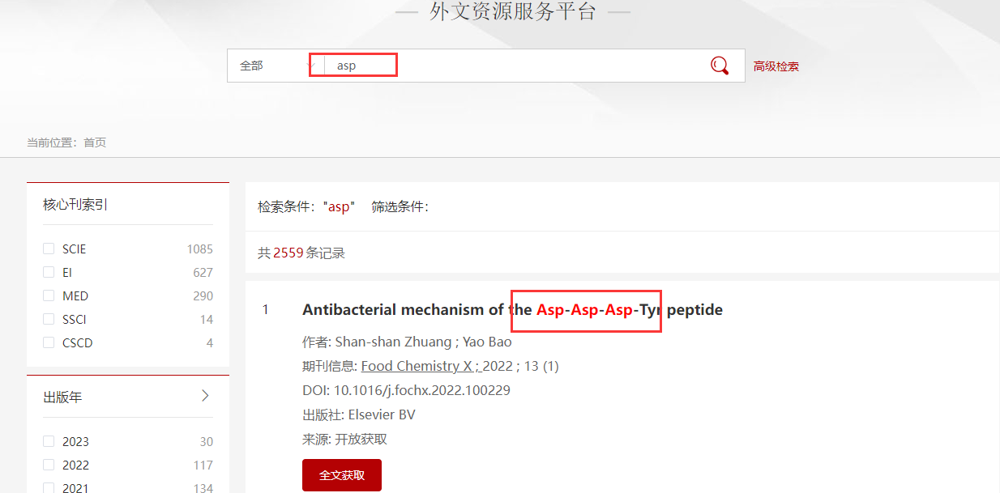 外文资源服务平台
全部 asp 高级检索
当前位置：首页
核心刊索引
SCIE 1085
EI 627
MED 290
SSCI 14
CSCD 4
出版年
2023 30
2022 117
2021 134
检索条件："asp" 筛选条件：
共 2559 条记录
1 Antibacterial mechanism of the Asp-Asp-Asp-Tyr peptide
作者: Shan-shan Zhuang ; Yao Bao
期刊信息: Food Chemistry X ; 2022 ; 13 (1)
DOI: 10.1016/j.fochx.2022.100229
出版社: Elsevier BV
来源: 开放获取
全文获取